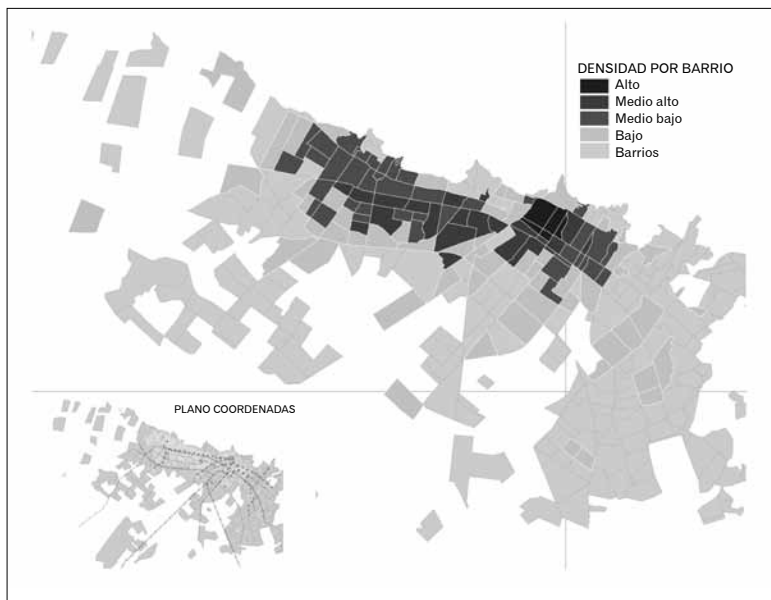 DENSIDAD POR BARRIO
Alto
Medio alto
Medio bajo
Bajo
Barrios
PLANO COORDENADAS